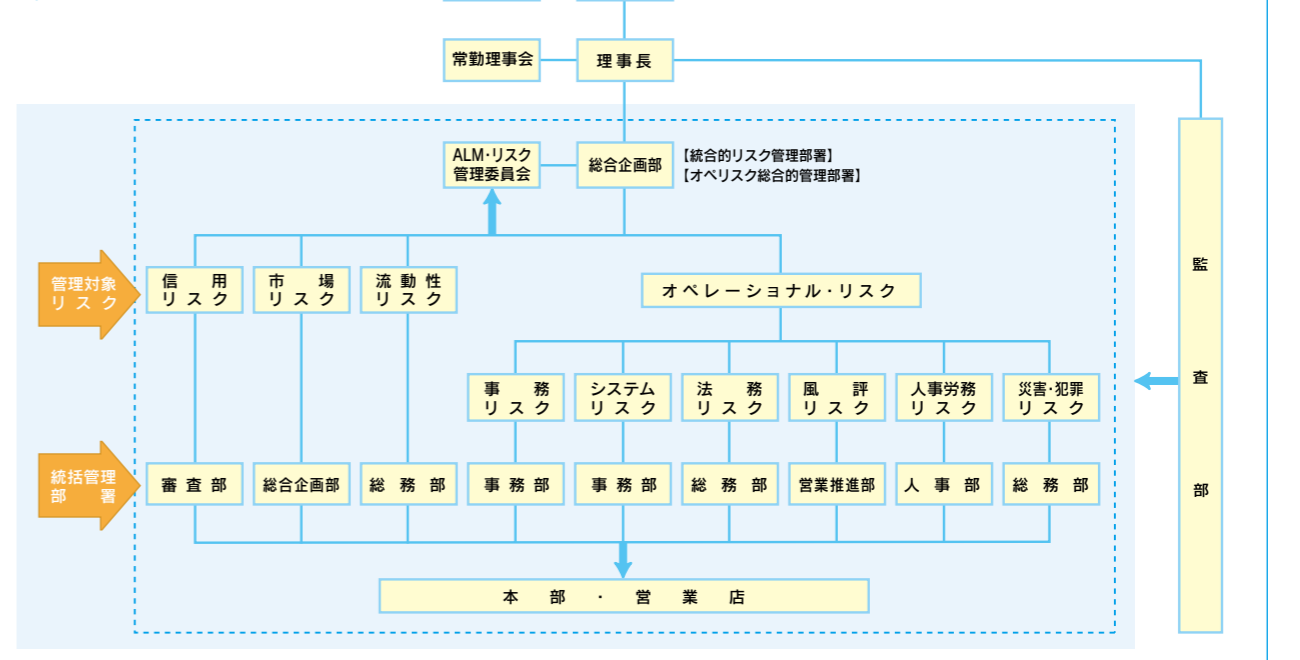 常勤理事会
理事長
ALM・リスク
管理委員会
総合企画部
【統合的リスク管理部署】
【オペリスク総合的管理部署】
管理対象
リスク
信用
リスク
市場
リスク
流動性
リスク
オペレーショナル・リスク
事務
リスク
システム
リスク
法務
リスク
風評
リスク
人事労務
リスク
災害・犯罪
リスク
統括管理
部署
審査部
総合企画部
総務部
事務部
事務部
総務部
営業推進部
人事部
総務部
本部・営業店
監査部